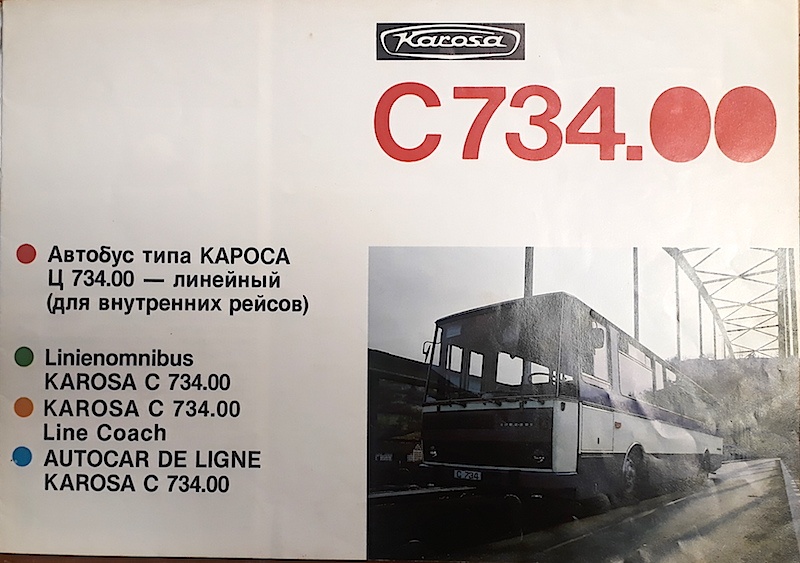 Karosa
C734.00
Автобус типа КАРОСА
Ц 734.00 — линейный
(для внутренних рейсов)
Linienomnibus
KAROSA C 734.00
KAROSA C 734.00
Line Coach
AUTOCAR DE LIGNE
KAROSA C 734.00
C 734